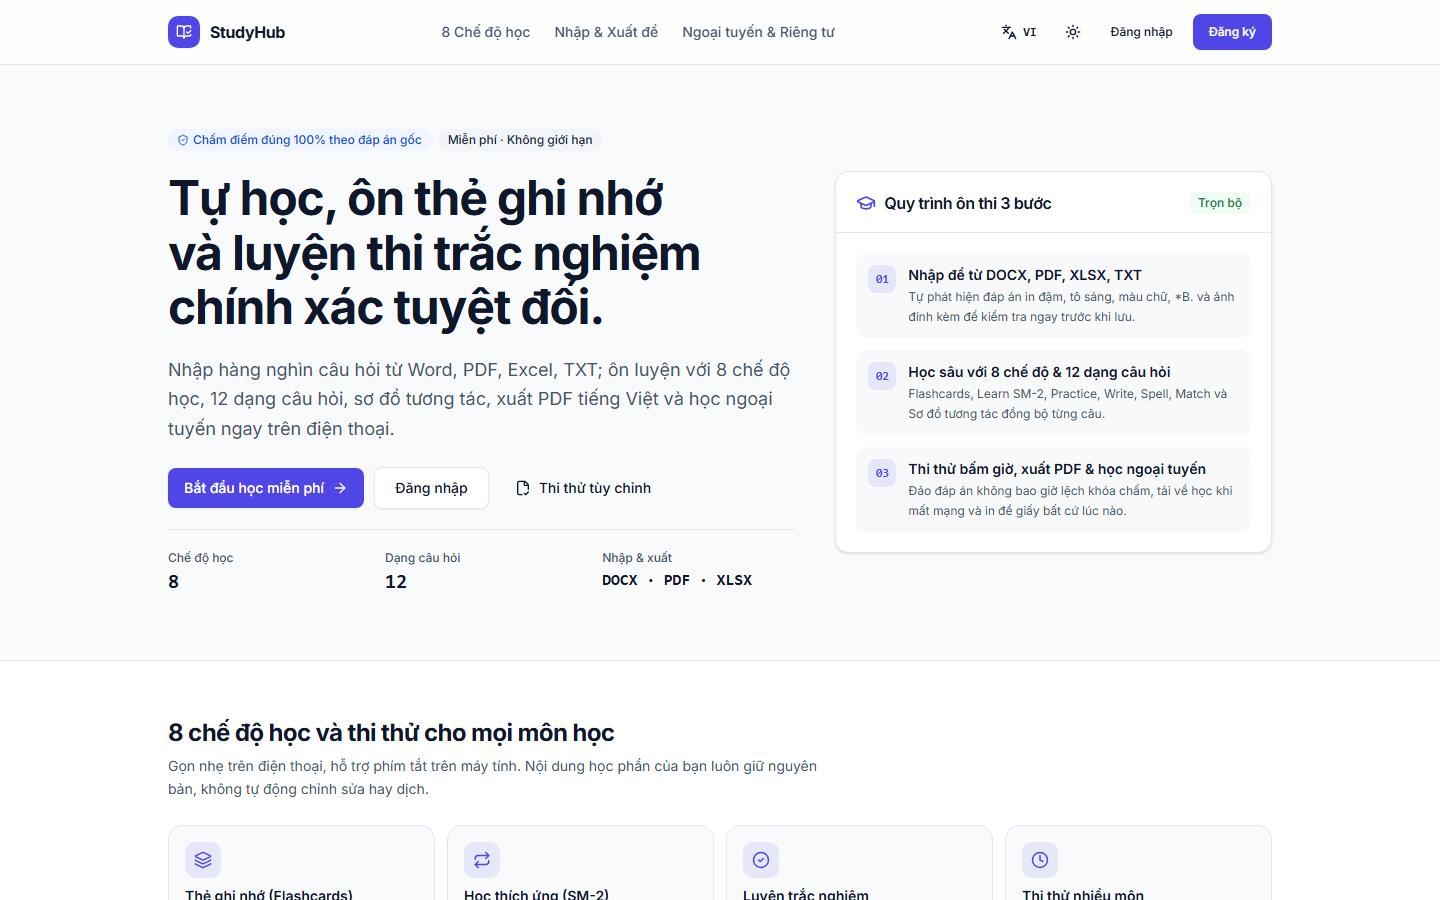 StudyHub
8 Chế độ học
Nhập & Xuất đề
Ngoại tuyến & Riêng tư
VI
Đăng nhập
Đăng ký
Chấm điểm đúng 100% theo đáp án gốc
Miễn phí · Không giới hạn
Tự học, ôn thẻ ghi nhớ
và luyện thi trắc nghiệm
chính xác tuyệt đối.
Nhập hàng nghìn câu hỏi từ Word, PDF, Excel, TXT; ôn luyện với 8 chế độ
học, 12 dạng câu hỏi, sơ đồ tương tác, xuất PDF tiếng Việt và học ngoại
tuyến ngay trên điện thoại.
Bắt đầu học miễn phí
Đăng nhập
Thi thử tùy chỉnh
Chế độ học
8
Dạng câu hỏi
12
Nhập & xuất
DOCX · PDF · XLSX
Quy trình ôn thi 3 bước
Trọn bộ
01
Nhập đề từ DOCX, PDF, XLSX, TXT
Tự phát hiện đáp án in đậm, tô sáng, màu chữ, *B. và ảnh
đính kèm để kiểm tra ngay trước khi lưu.
02
Học sâu với 8 chế độ & 12 dạng câu hỏi
Flashcards, Learn SM-2, Practice, Write, Spell, Match và
Sơ đồ tương tác đồng bộ từng câu.
03
Thi thử bấm giờ, xuất PDF & học ngoại tuyến
Đảo đáp án không bao giờ lệch khóa chấm, tải về học khi
mất mạng và in đề giấy bất cứ lúc nào.
8 chế độ học và thi thử cho mọi môn học
Gọn nhẹ trên điện thoại, hỗ trợ phím tắt trên máy tính. Nội dung học phần của bạn luôn giữ nguyên
bản, không tự động chỉnh sửa hay dịch.
Thẻ ghi nhớ (Flashcards)
Học thích ứng (SM-2)
Luyện trắc nghiệm
Thi thử nhiều môn